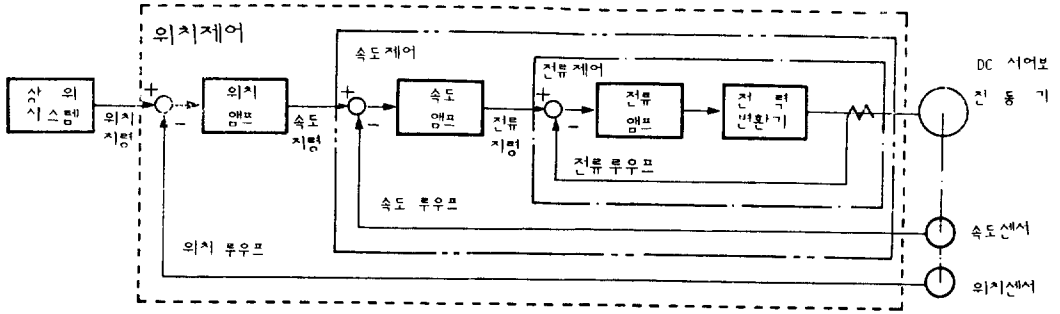 위치제어
속도제어
전류제어
DC 서어보
전동기
상위
시스템
+
-
위치
지령
위치
앰프
속도
지령
+
-
속도
앰프
전류
지령
+
-
전류
앰프
전력
변환기
전류 루우프
속도 루우프
속도센서
위치 루우프
위치센서